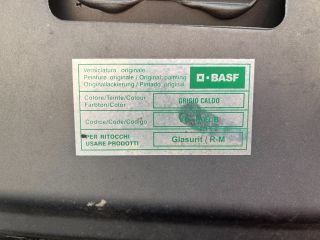 Verniciatura originale
Peinture originale / Original painting
Originallackierung / Pintado original
BASF
Colore/Teinte/Colour
Farbton/Color
GRIGIO CALDO
Codice/Code/Código
PER RITOCCHI
USARE PRODOTTI
Glasurit / R-M